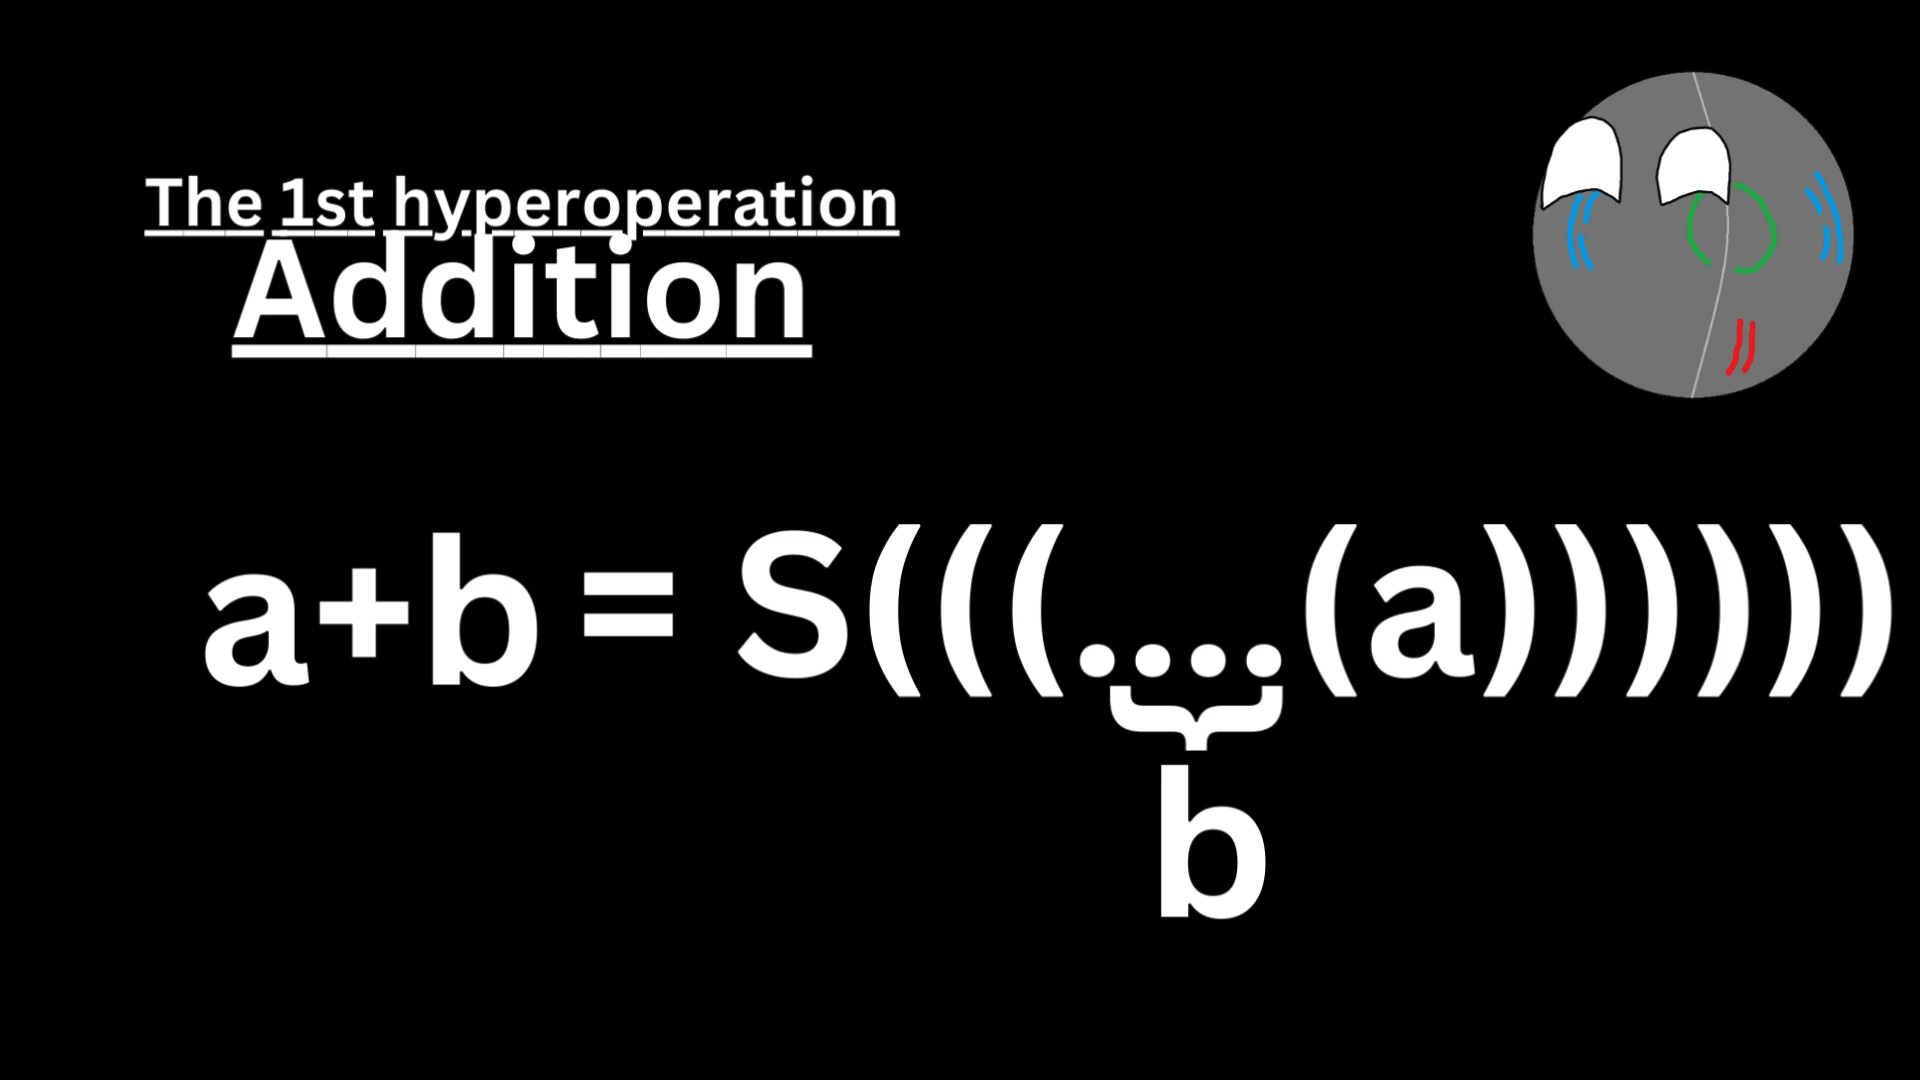 The 1st hyperoperation
Addition
a+b = S(((....(a))))))
b